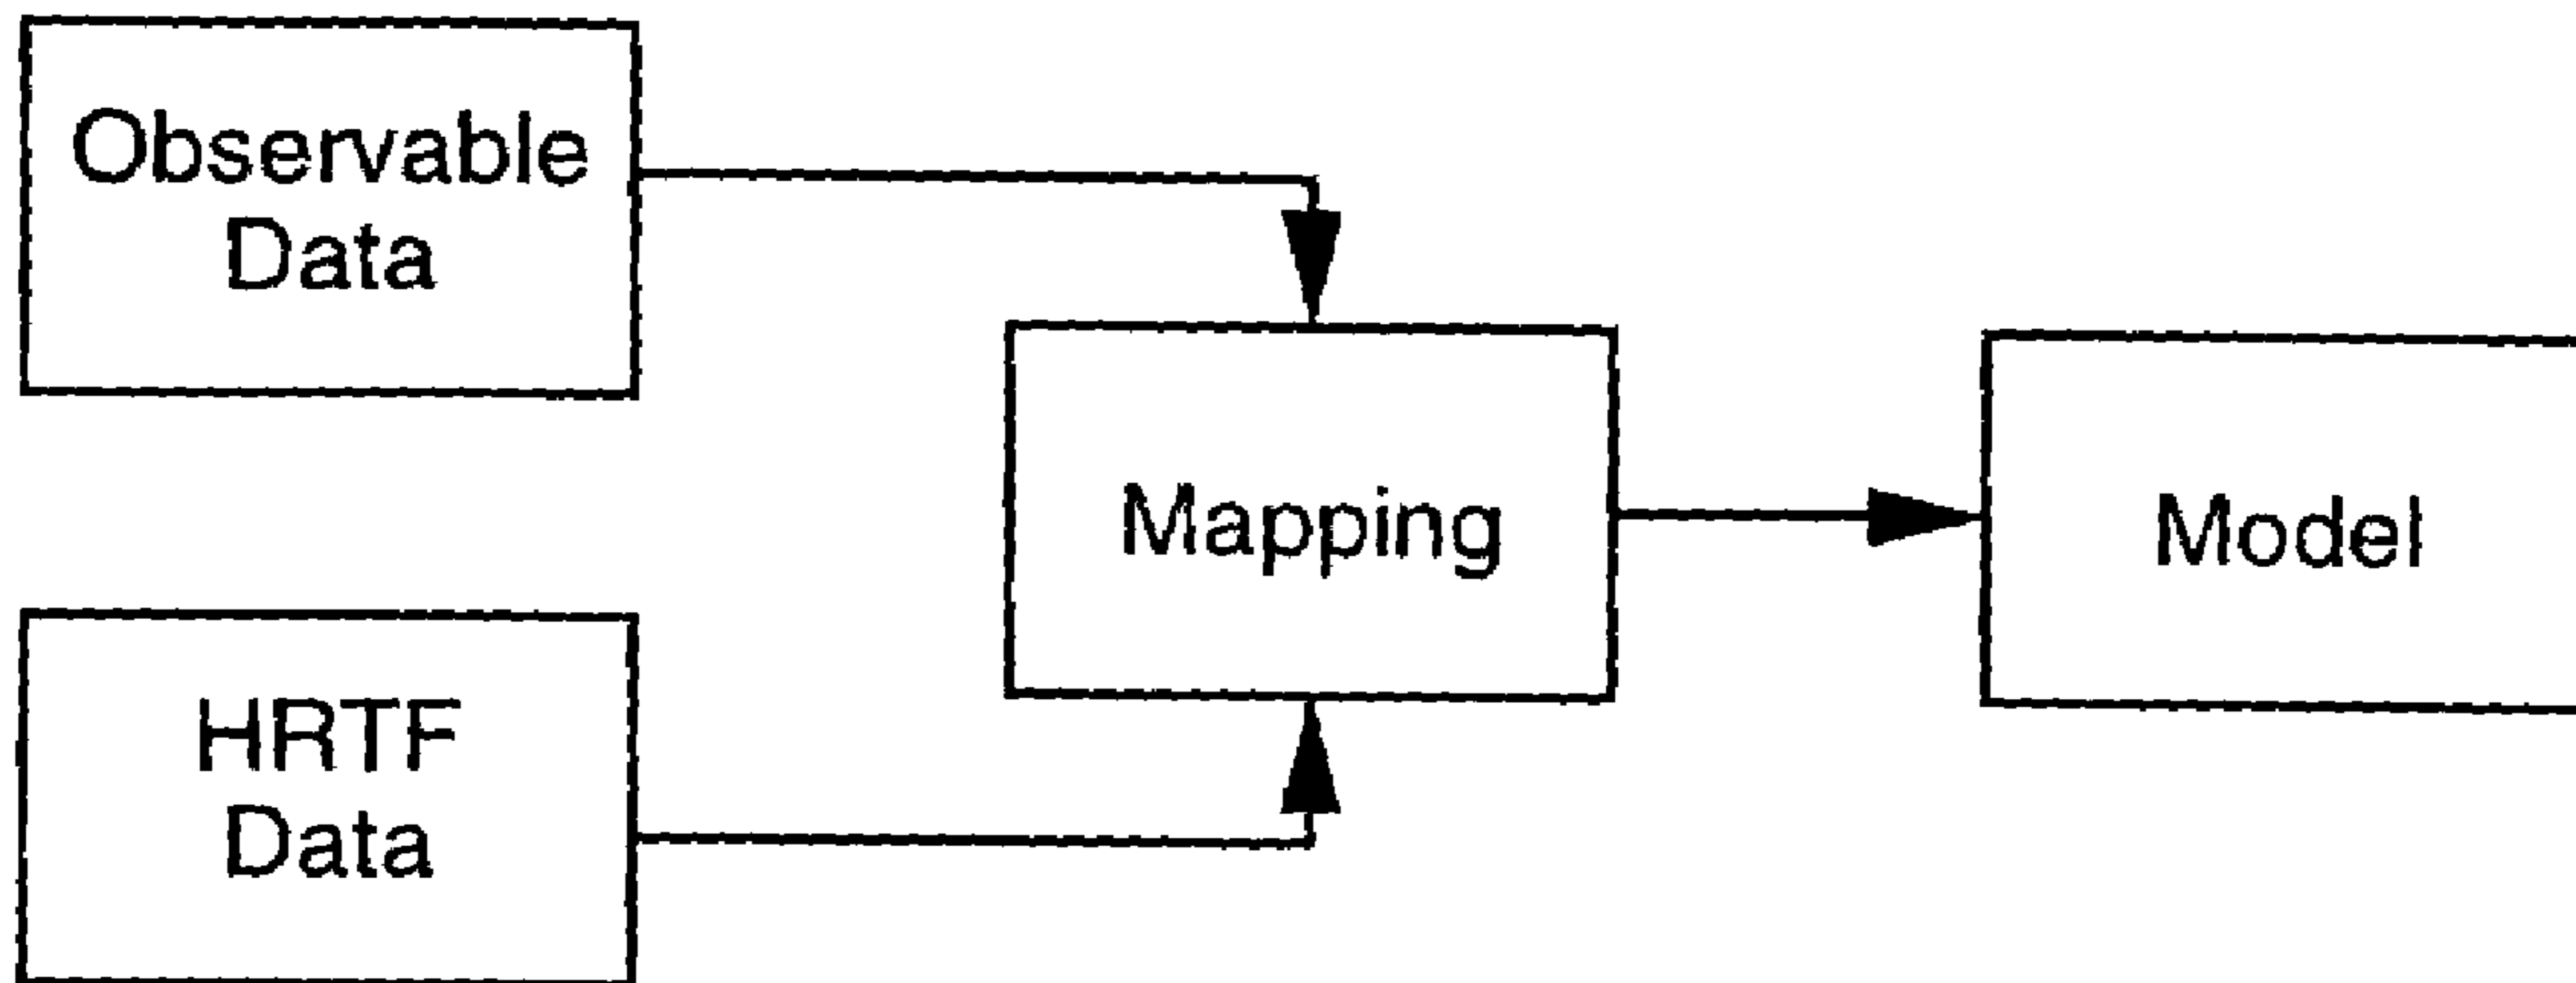 Observable
Data
Mapping
Model
HRTF
Data